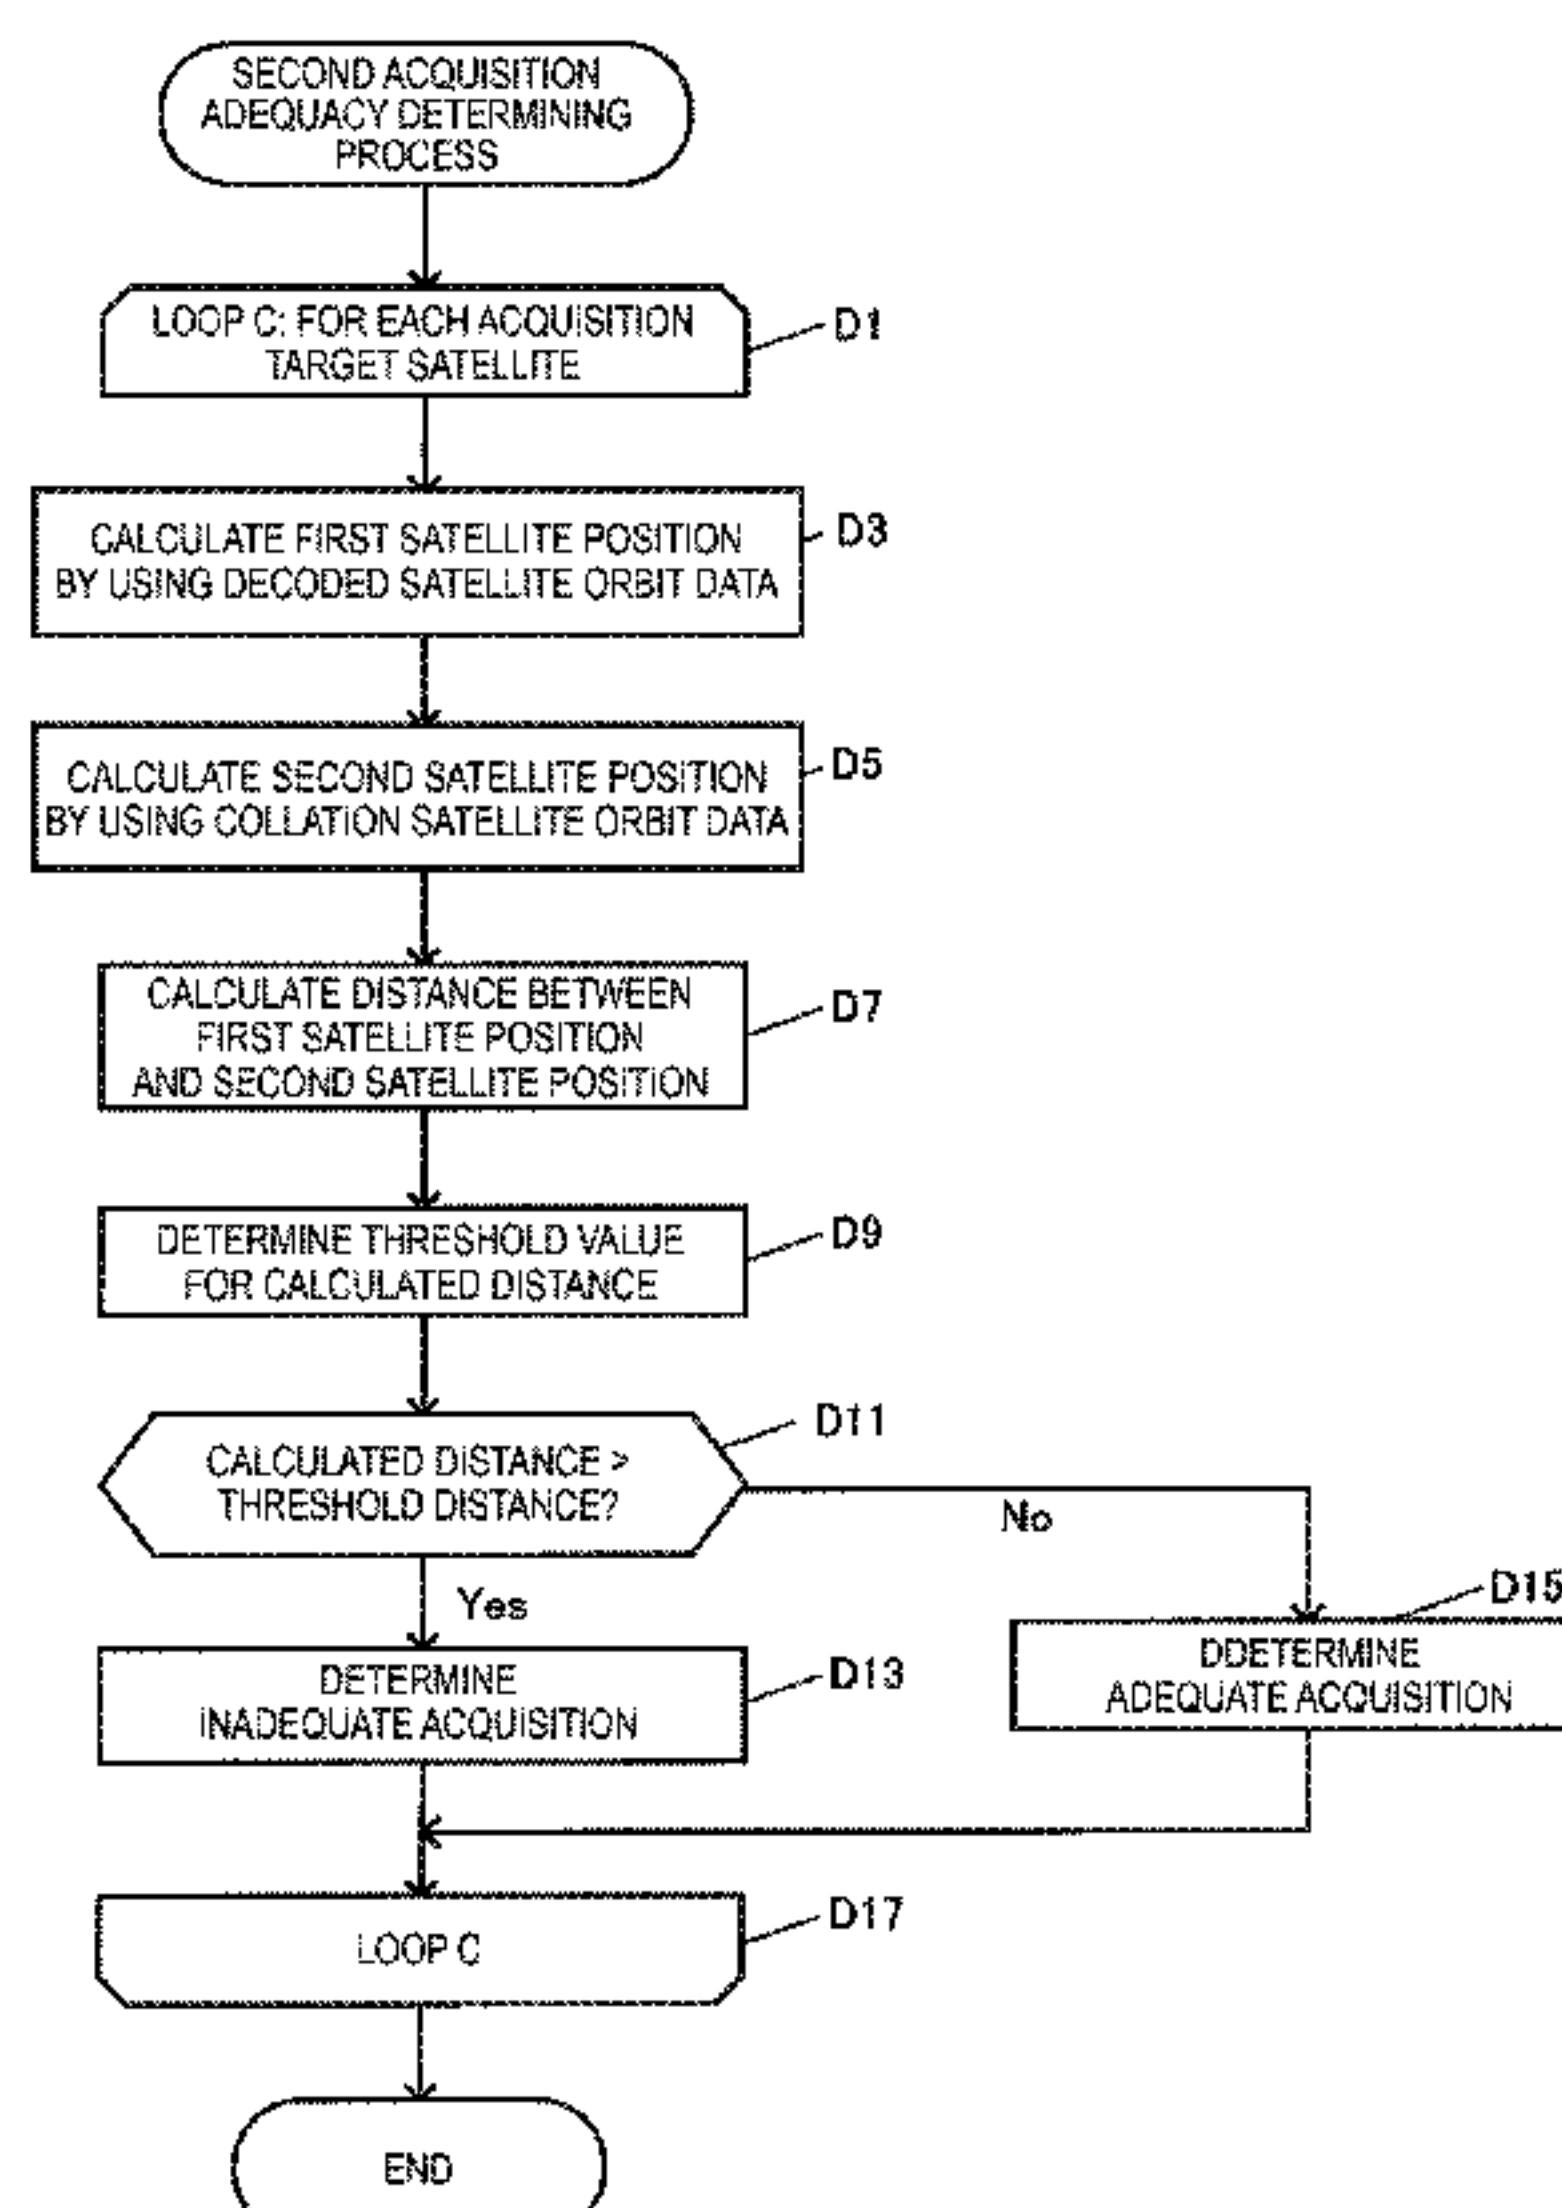 SECOND ACQUISITION
ADEQUACY DETERMINING
PROCESS
LOOP C: FOR EACH ACQUISITION
TARGET SATELLITE
D1
CALCULATE FIRST SATELLITE POSITION
BY USING DECODED SATELLITE ORBIT DATA
D3
CALCULATE SECOND SATELLITE POSITION
BY USING COLLATION SATELLITE ORBIT DATA
D5
CALCULATE DISTANCE BETWEEN
FIRST SATELLITE POSITION
AND SECOND SATELLITE POSITION
D7
DETERMINE THRESHOLD VALUE
FOR CALCULATED DISTANCE
D9
CALCULATED DISTANCE >
THRESHOLD DISTANCE?
D11
No
Yes
DETERMINE
INADEQUATE ACQUISITION
D13
DDETERMINE
ADEQUATE ACQUISITION
D15
LOOP C
D17
END